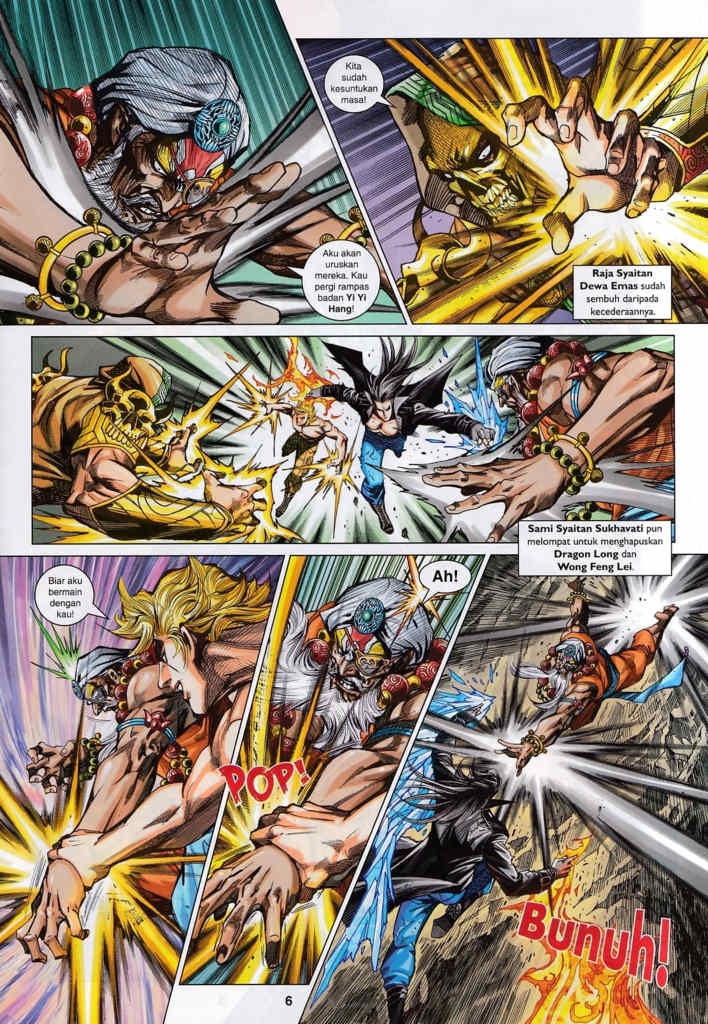 Kita
sudah
kesuntukan
masa!
Aku akan
uruskan
mereka. Kau
pergi rampas
badan Yi Yi
Hang!
Raja Syaitan
Dewa Emas sudah
sembuh daripada
kecederaannya.
Sami Syaitan Sukhavati pun
melompat untuk menghapuskan
Dragon Long dan
Wong Feng Lei.
Biar aku
bermain
dengan
kau!
Ah!
POP!
Bunuh!
6